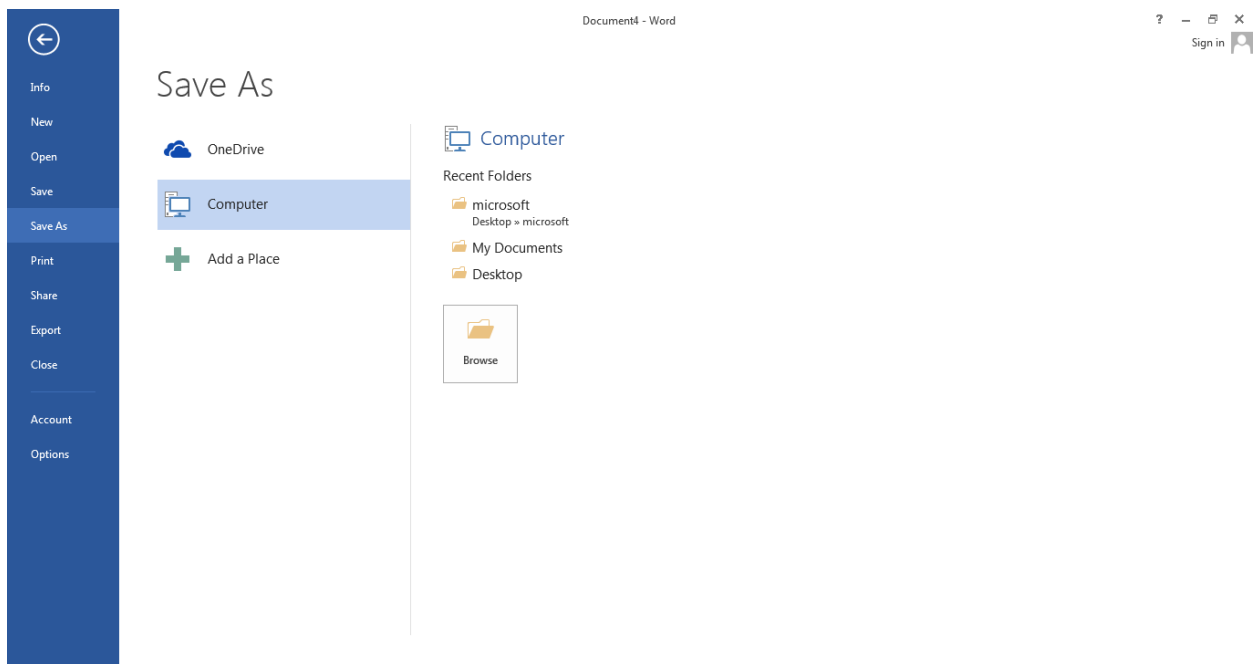 Document4 - Word
?
Sign in
Info
New
Open
Save
Save As
Print
Share
Export
Close
Account
Options
Save As
OneDrive
Computer
Add a Place
Computer
Recent Folders
microsoft
Desktop » microsoft
My Documents
Desktop
Browse